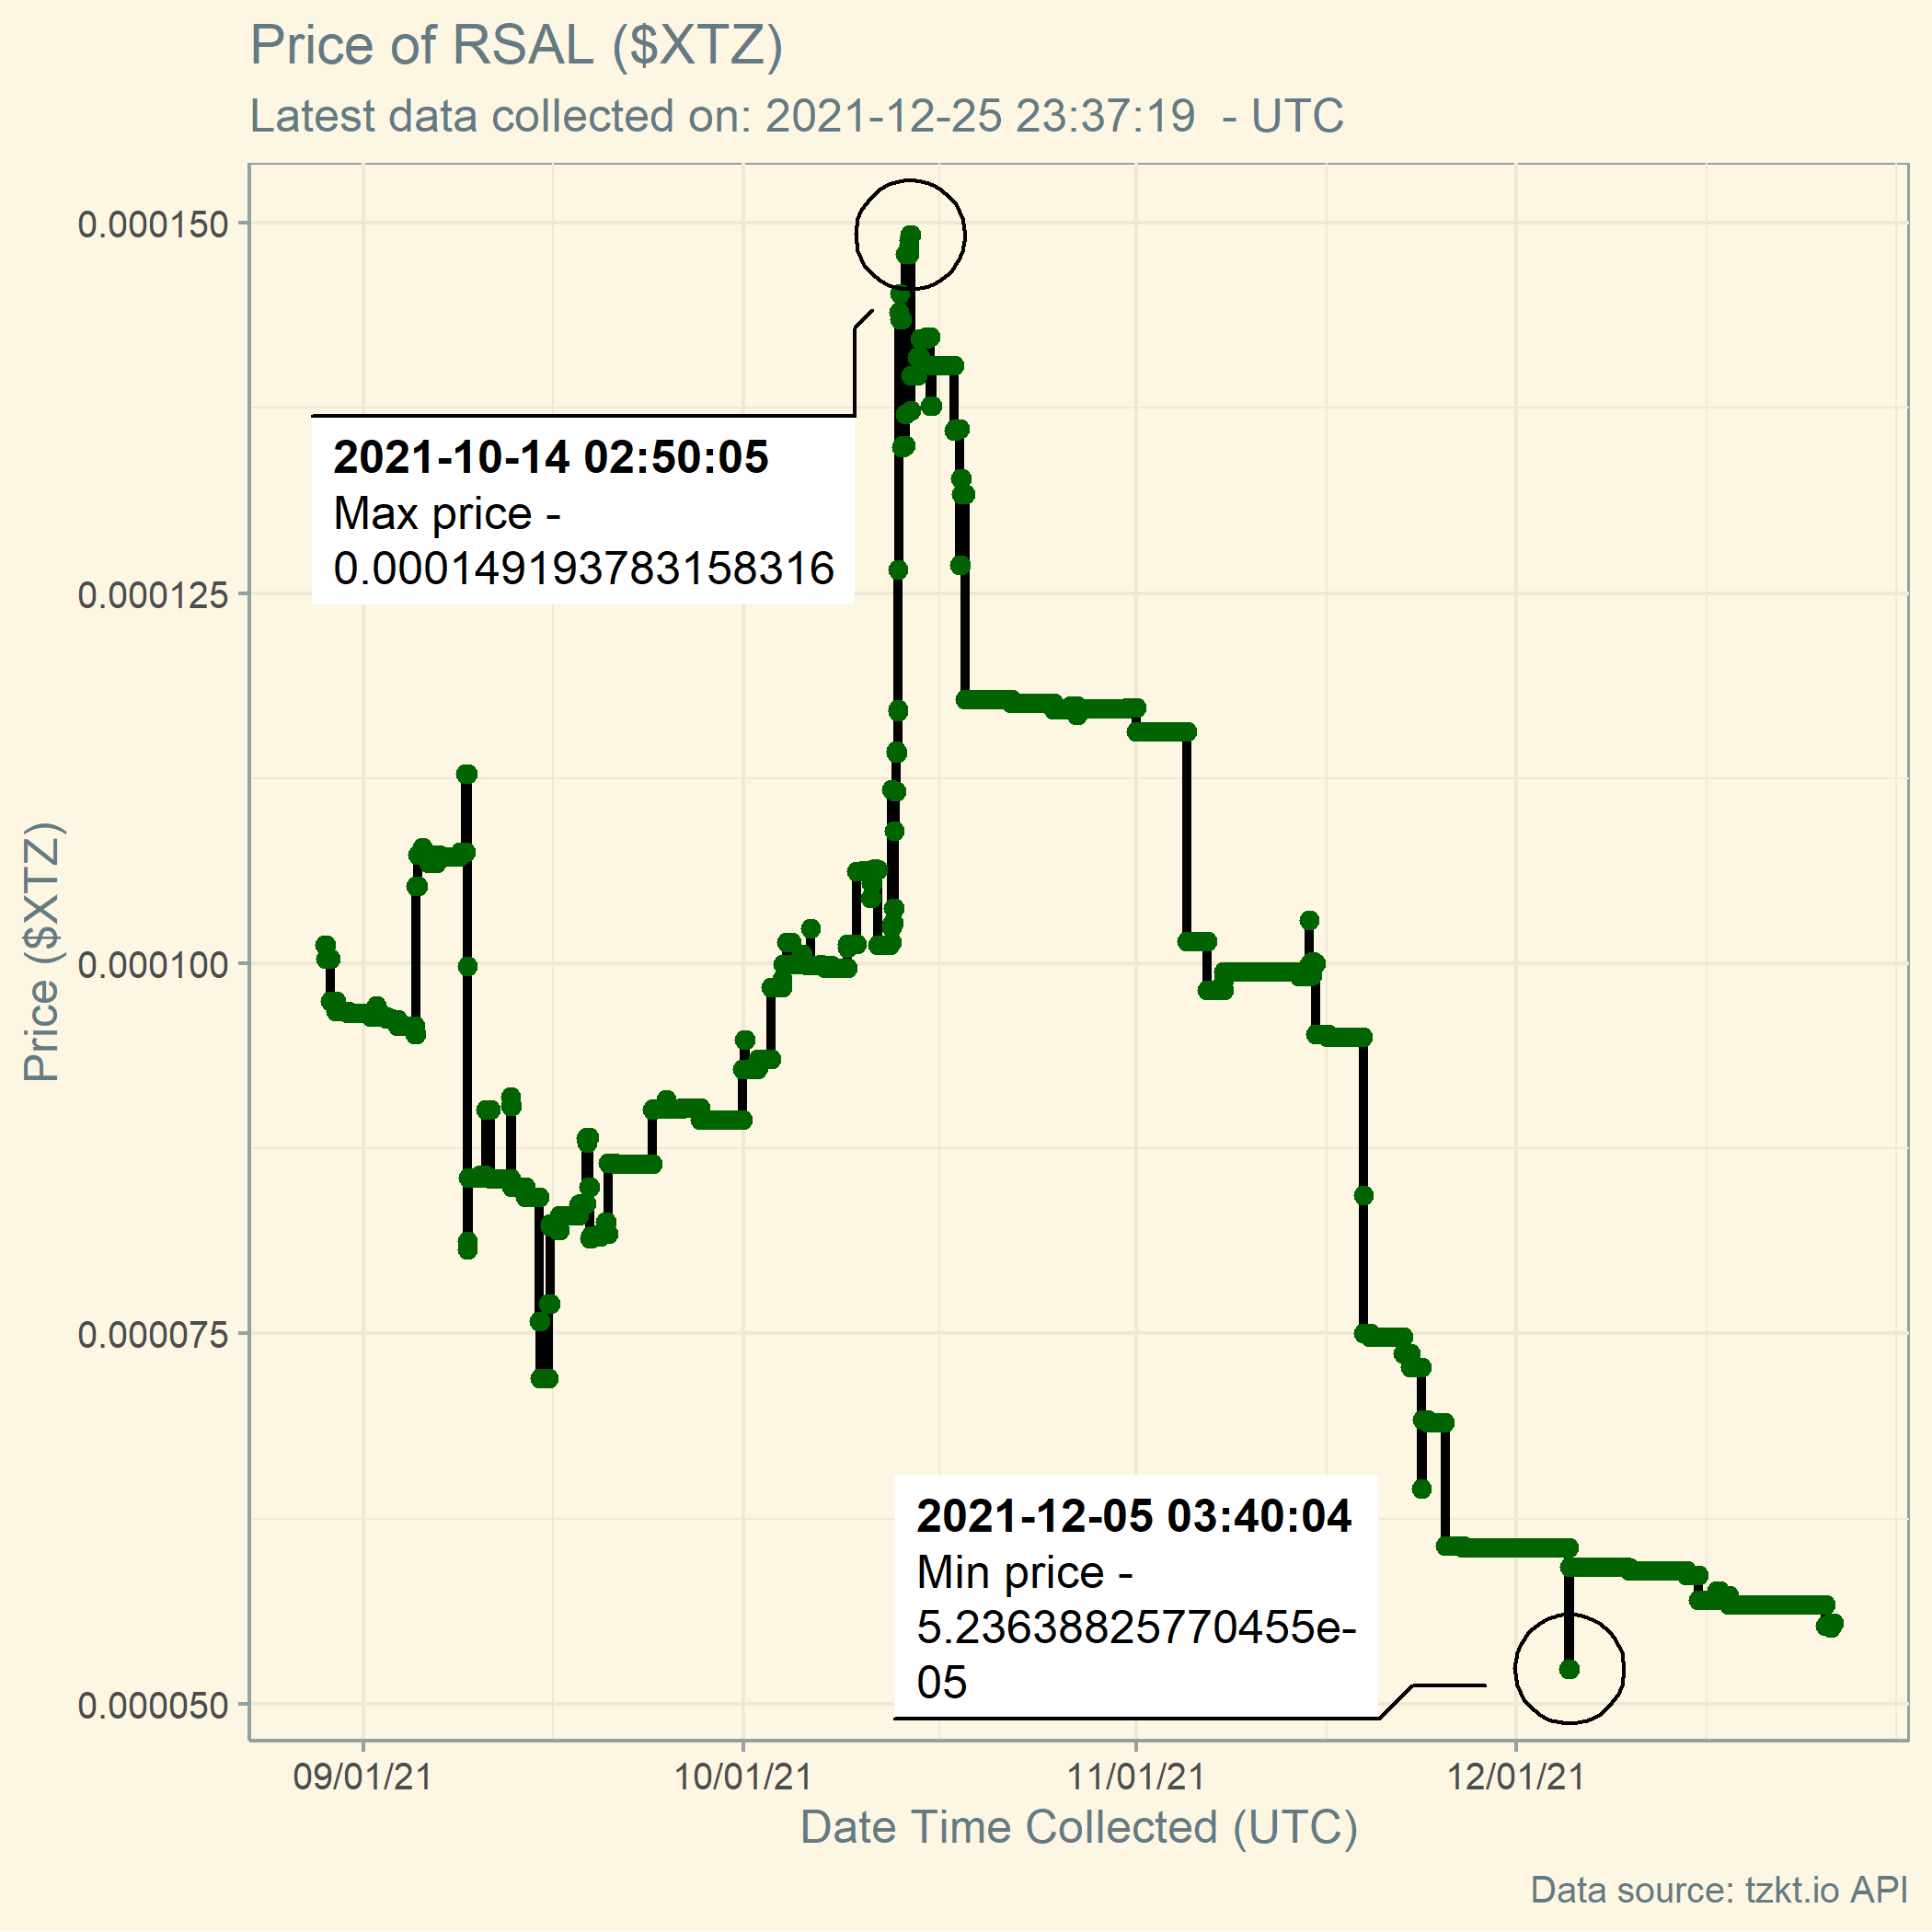 Price of RSAL ($XTZ)
Latest data collected on: 2021-12-25 23:37:19  - UTC
0.000150
0.000125
0.000100
0.000075
0.000050
Price ($XTZ)
2021-10-14 02:50:05
Max price -
0.000149193783158316
2021-12-05 03:40:04
Min price -
5.23638825770455e-
05
09/01/21
10/01/21
11/01/21
12/01/21
Date Time Collected (UTC)
Data source: tzkt.io API